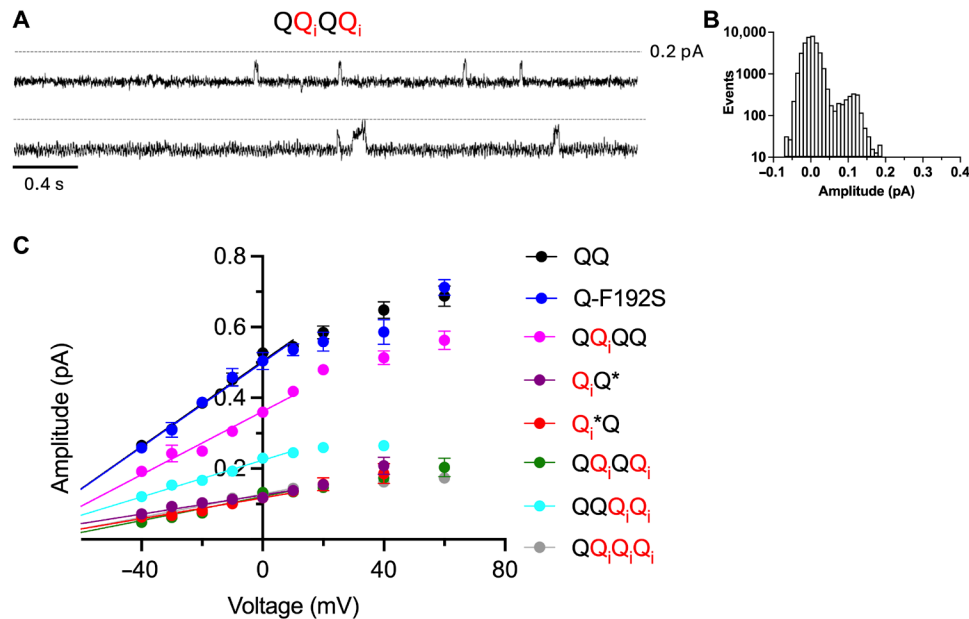 A
QQiQQi
0.2 pA
0.4 s
B
10,000
1000
100
10
Events
−0.1 0.0 0.1 0.2 0.3 0.4
Amplitude (pA)
C
0.8
0.6
0.4
0.2
Amplitude (pA)
−40 0 40 80
Voltage (mV)
QQ
Q-F192S
QQiQQ
QiQ*
Qi*Q
QQiQQi
QQQiQi
QQiQiQi